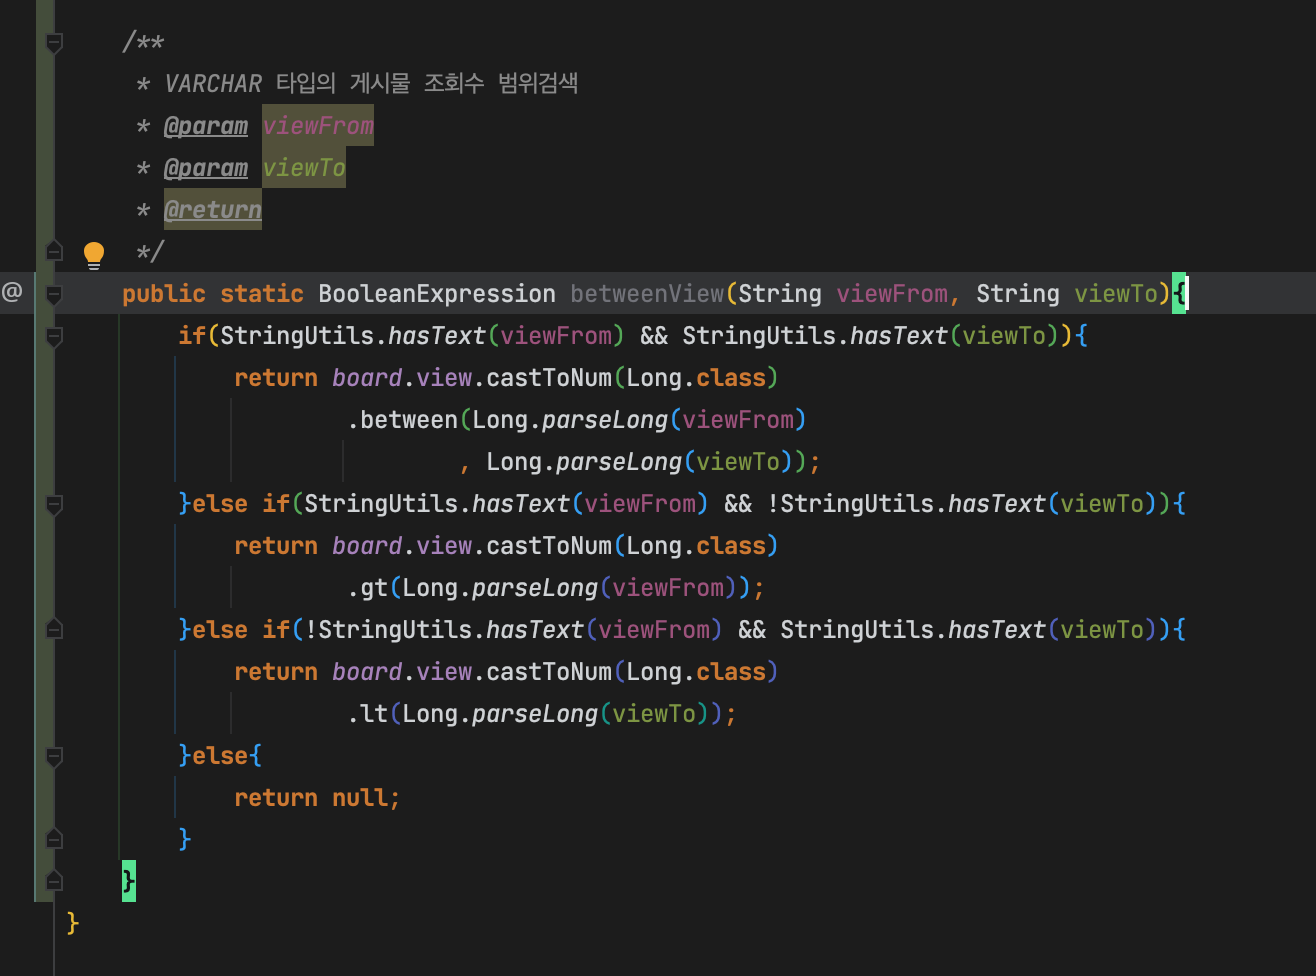 /**
* VARCHAR 타입의 게시물 조회수 범위검색
* @param viewFrom
* @param viewTo
* @return
*/
@ public static BooleanExpression betweenView(String viewFrom, String viewTo){
if(StringUtils.hasText(viewFrom) && StringUtils.hasText(viewTo)){
return board.view.castToNum(Long.class)
.between(Long.parseLong(viewFrom)
, Long.parseLong(viewTo));
}else if(StringUtils.hasText(viewFrom) && !StringUtils.hasText(viewTo)){
return board.view.castToNum(Long.class)
.gt(Long.parseLong(viewFrom));
}else if(!StringUtils.hasText(viewFrom) && StringUtils.hasText(viewTo)){
return board.view.castToNum(Long.class)
.lt(Long.parseLong(viewTo));
}else{
return null;
}
}
}